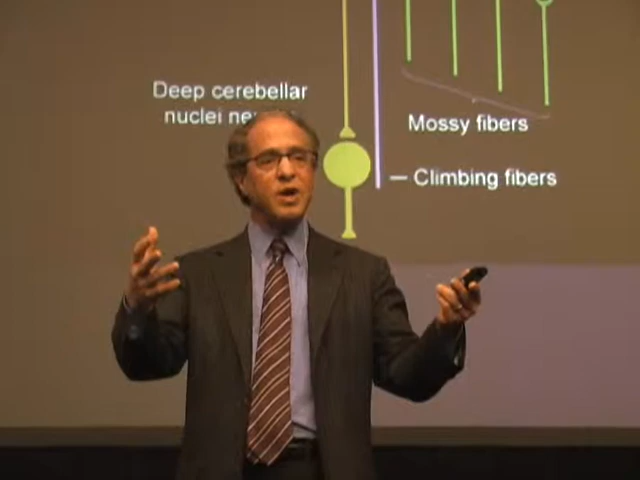 Deep cerebellar
nuclei
Mossy fibers
Climbing fibers